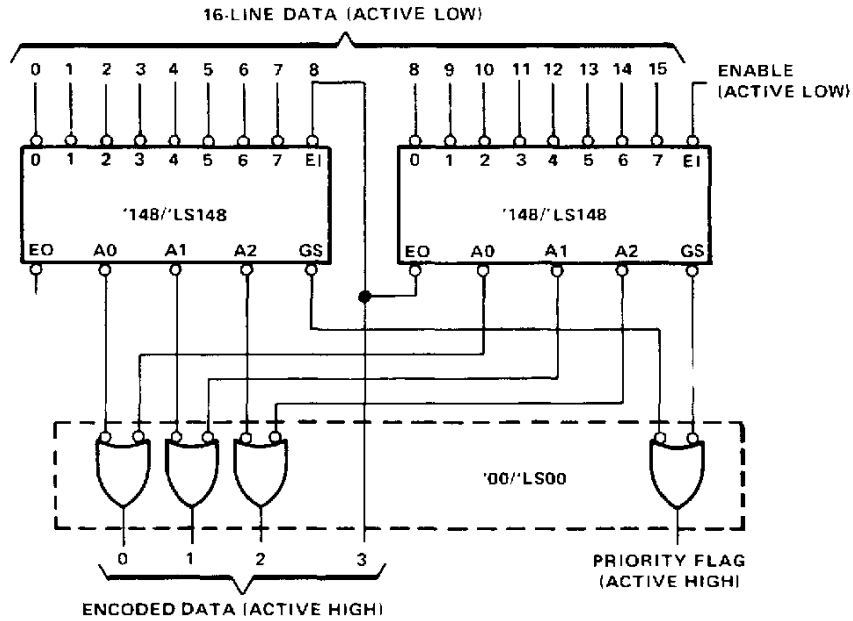 16-LINE DATA (ACTIVE LOW)
0 1 2 3 4 5 6 7 8 8 9 10 11 12 13 14 15 ENABLE
(ACTIVE LOW)
0 1 2 3 4 5 6 7 EI 0 1 2 3 4 5 6 7 EI
'148/'LS148 '148/'LS148
EO A0 A1 A2 GS EO A0 A1 A2 GS
'00/'LS00
0 1 2 3 PRIORITY FLAG
(ACTIVE HIGH)
ENCODED DATA (ACTIVE HIGH)